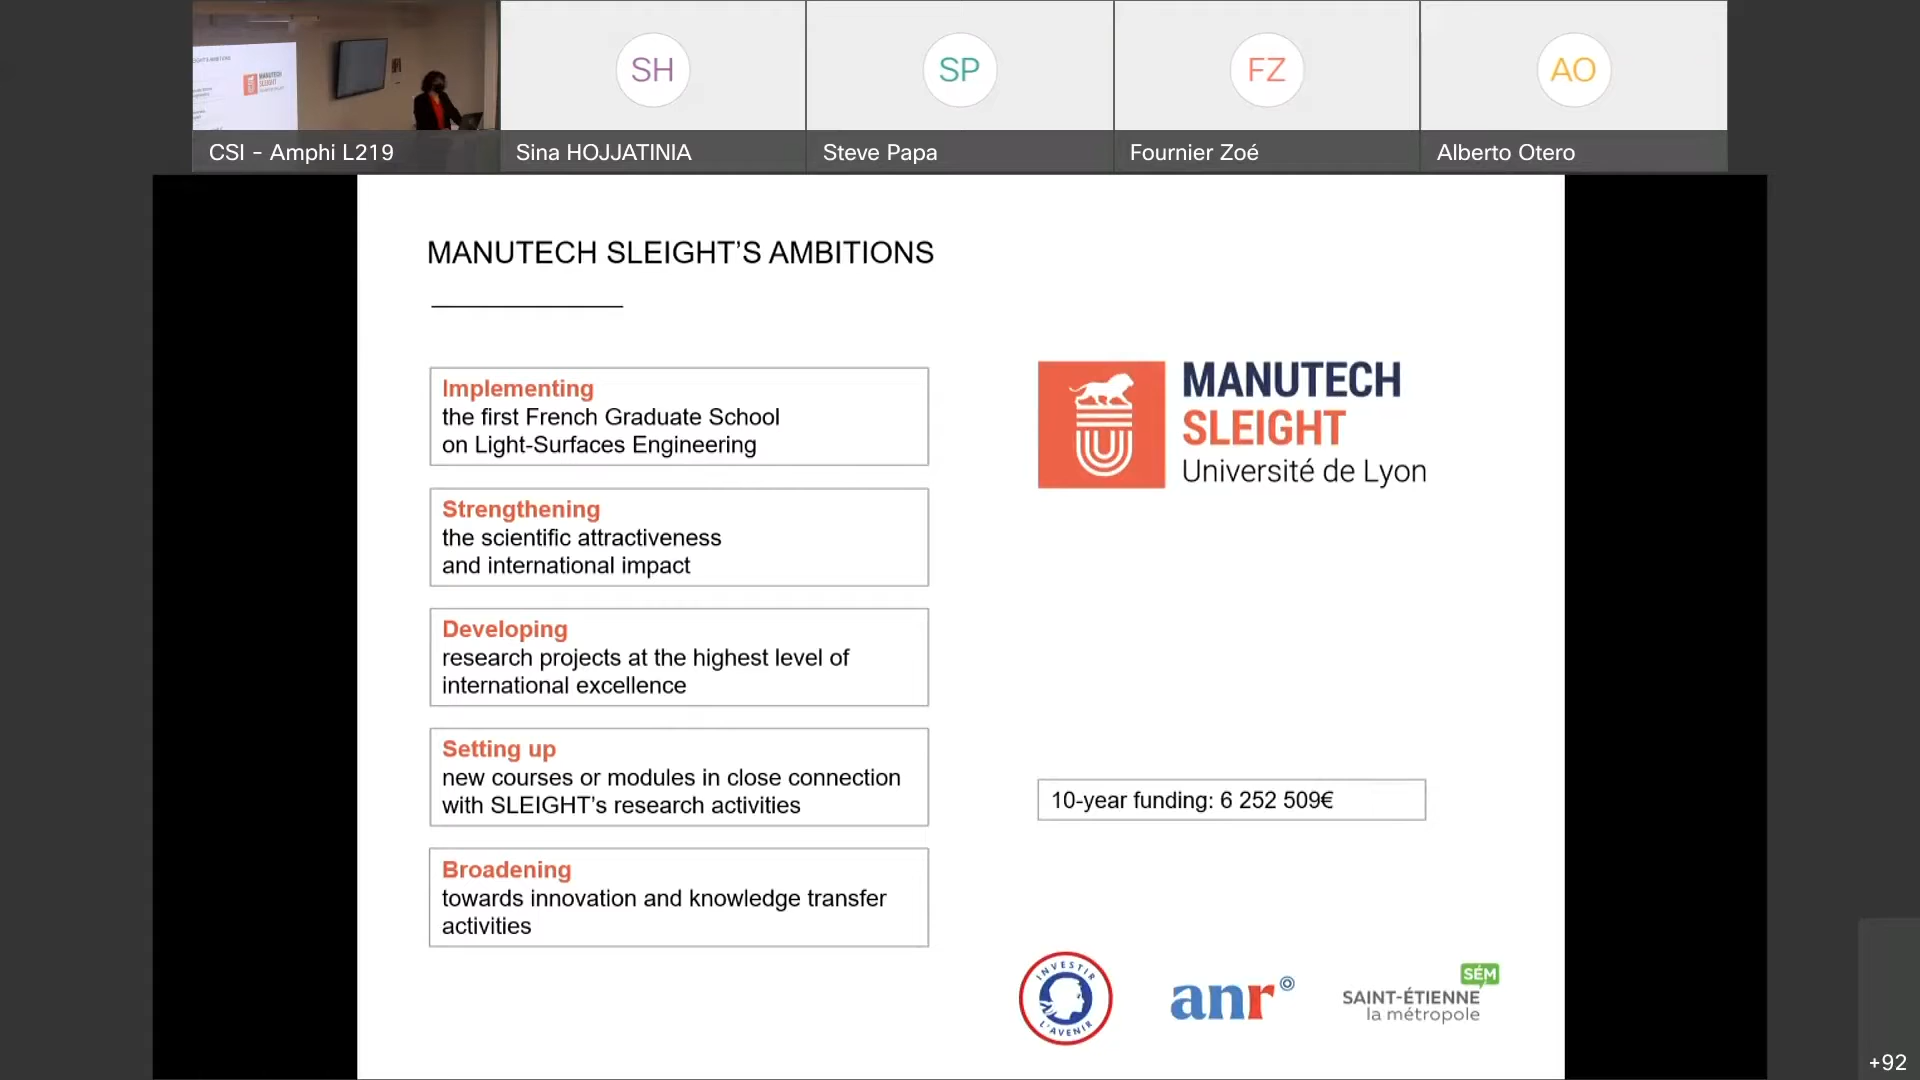 SH
SP
FZ
AO
CSI - Amphi L219
Sina HOJJATINIA
Steve Papa
Fournier Zoé
Alberto Otero
MANUTECH SLEIGHT’S AMBITIONS
Implementing
the first French Graduate School
on Light-Surfaces Engineering
Strengthening
the scientific attractiveness
and international impact
Developing
research projects at the highest level of
international excellence
Setting up
new courses or modules in close connection
with SLEIGHT’s research activities
Broadening
towards innovation and knowledge transfer
activities
MANUTECH
SLEIGHT
Université de Lyon
10-year funding: 6 252 509€
INVESTIR
L'AVENIR
anr
SÉM
SAINT-ÉTIENNE
la métropole
+92